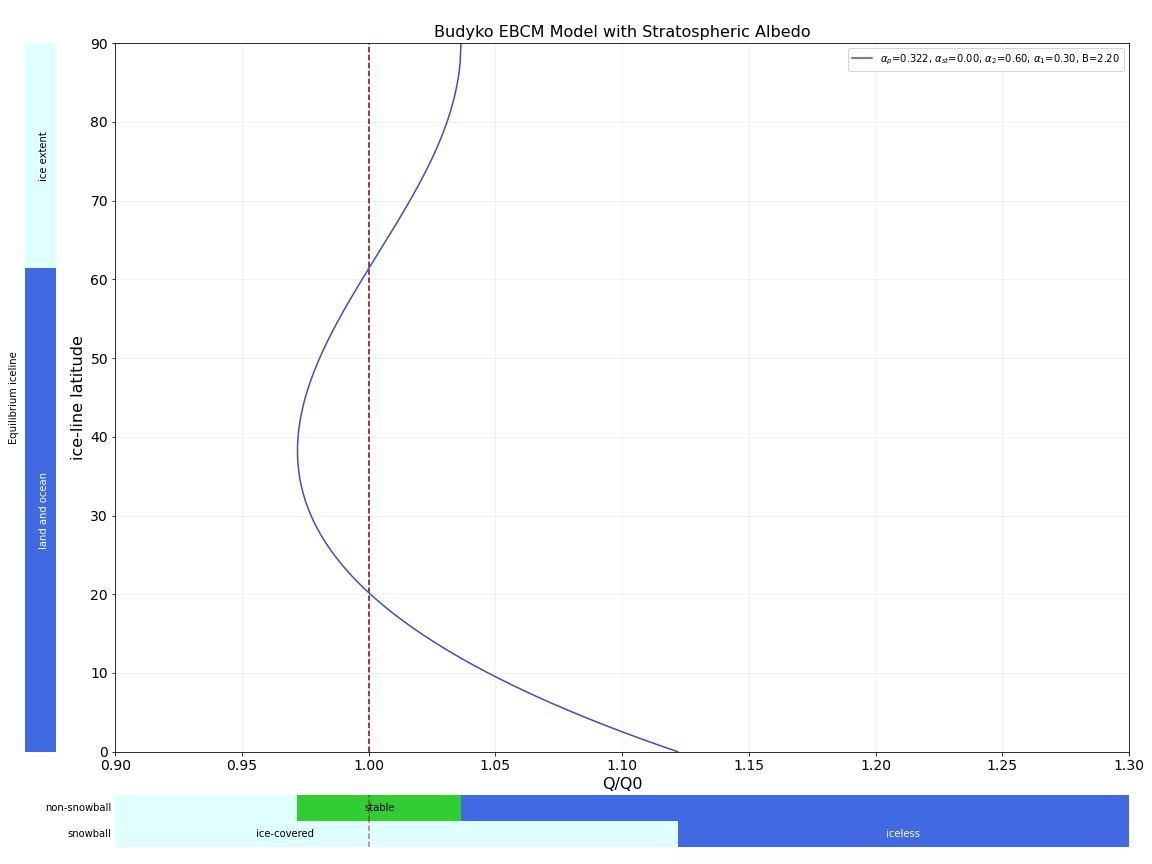 Budyko EBCM Model with Stratospheric Albedo
αp=0.322, αst=0.00, α2=0.60, α1=0.30, B=2.20
90
80
70
60
50
40
30
20
10
0
ice-line latitude
Equilibrium iceline
ice extent
land and ocean
0.90 0.95 1.00 1.05 1.10 1.15 1.20 1.25 1.30
Q/Q0
non-snowball
stable
snowball
ice-covered
iceless